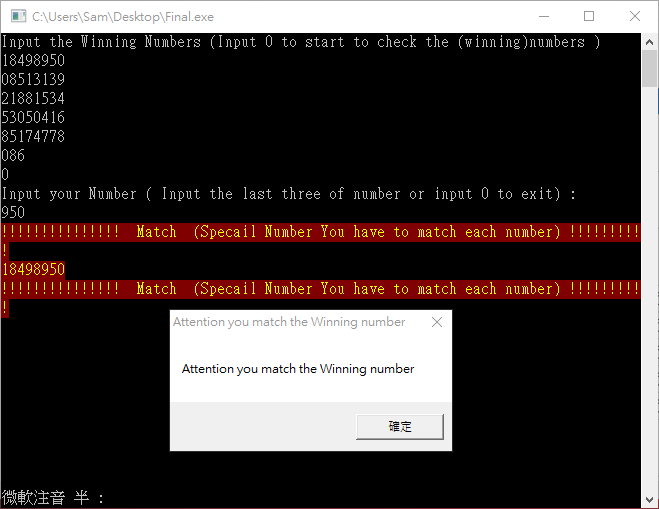 C:\Users\Sam\Desktop\Final.exe
Input the Winning Numbers (Input 0 to start to check the (winning)numbers )
18498950
08513139
21881534
53050416
85174778
086
0
Input your Number ( Input the last three of number or input 0 to exit) :
950
!!!!!!!!!!!!!!!  Match  (Specail Number You have to match each number) !!!!!!!!!
!
18498950
!!!!!!!!!!!!!!!  Match  (Specail Number You have to match each number) !!!!!!!!!
!
Attention you match the Winning number
Attention you match the Winning number
確定
微軟注音 半 :